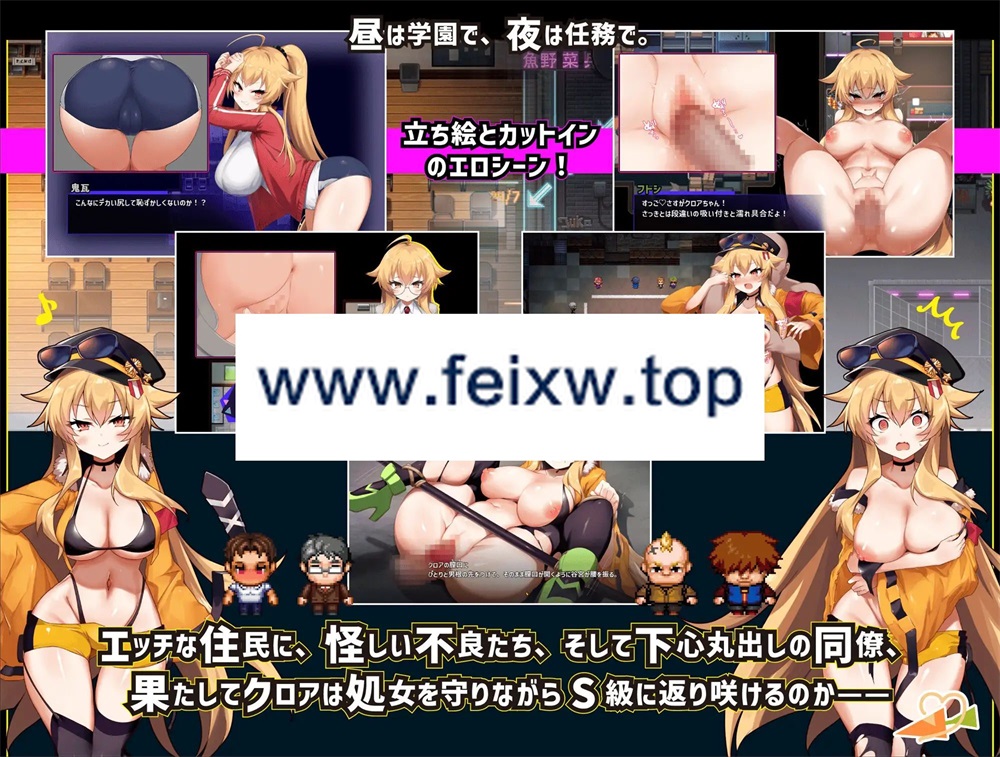 昼は学園で、夜は任務で。
魚野菜
立ち絵とカットイン
のエロシーン！
鬼瓦
こんなにデカい尻して恥ずかしくないのか！？
フトシ
すっご♡さすがクロアちゃん！
さっきとは段違いの吸い付きと濡れ具合だよ！
www.feixw.top
エッチな住民に、怪しい不良たち、そして下心丸出しの同僚、
果たしてクロアは処女を守りながらS級に返り咲けるのか――